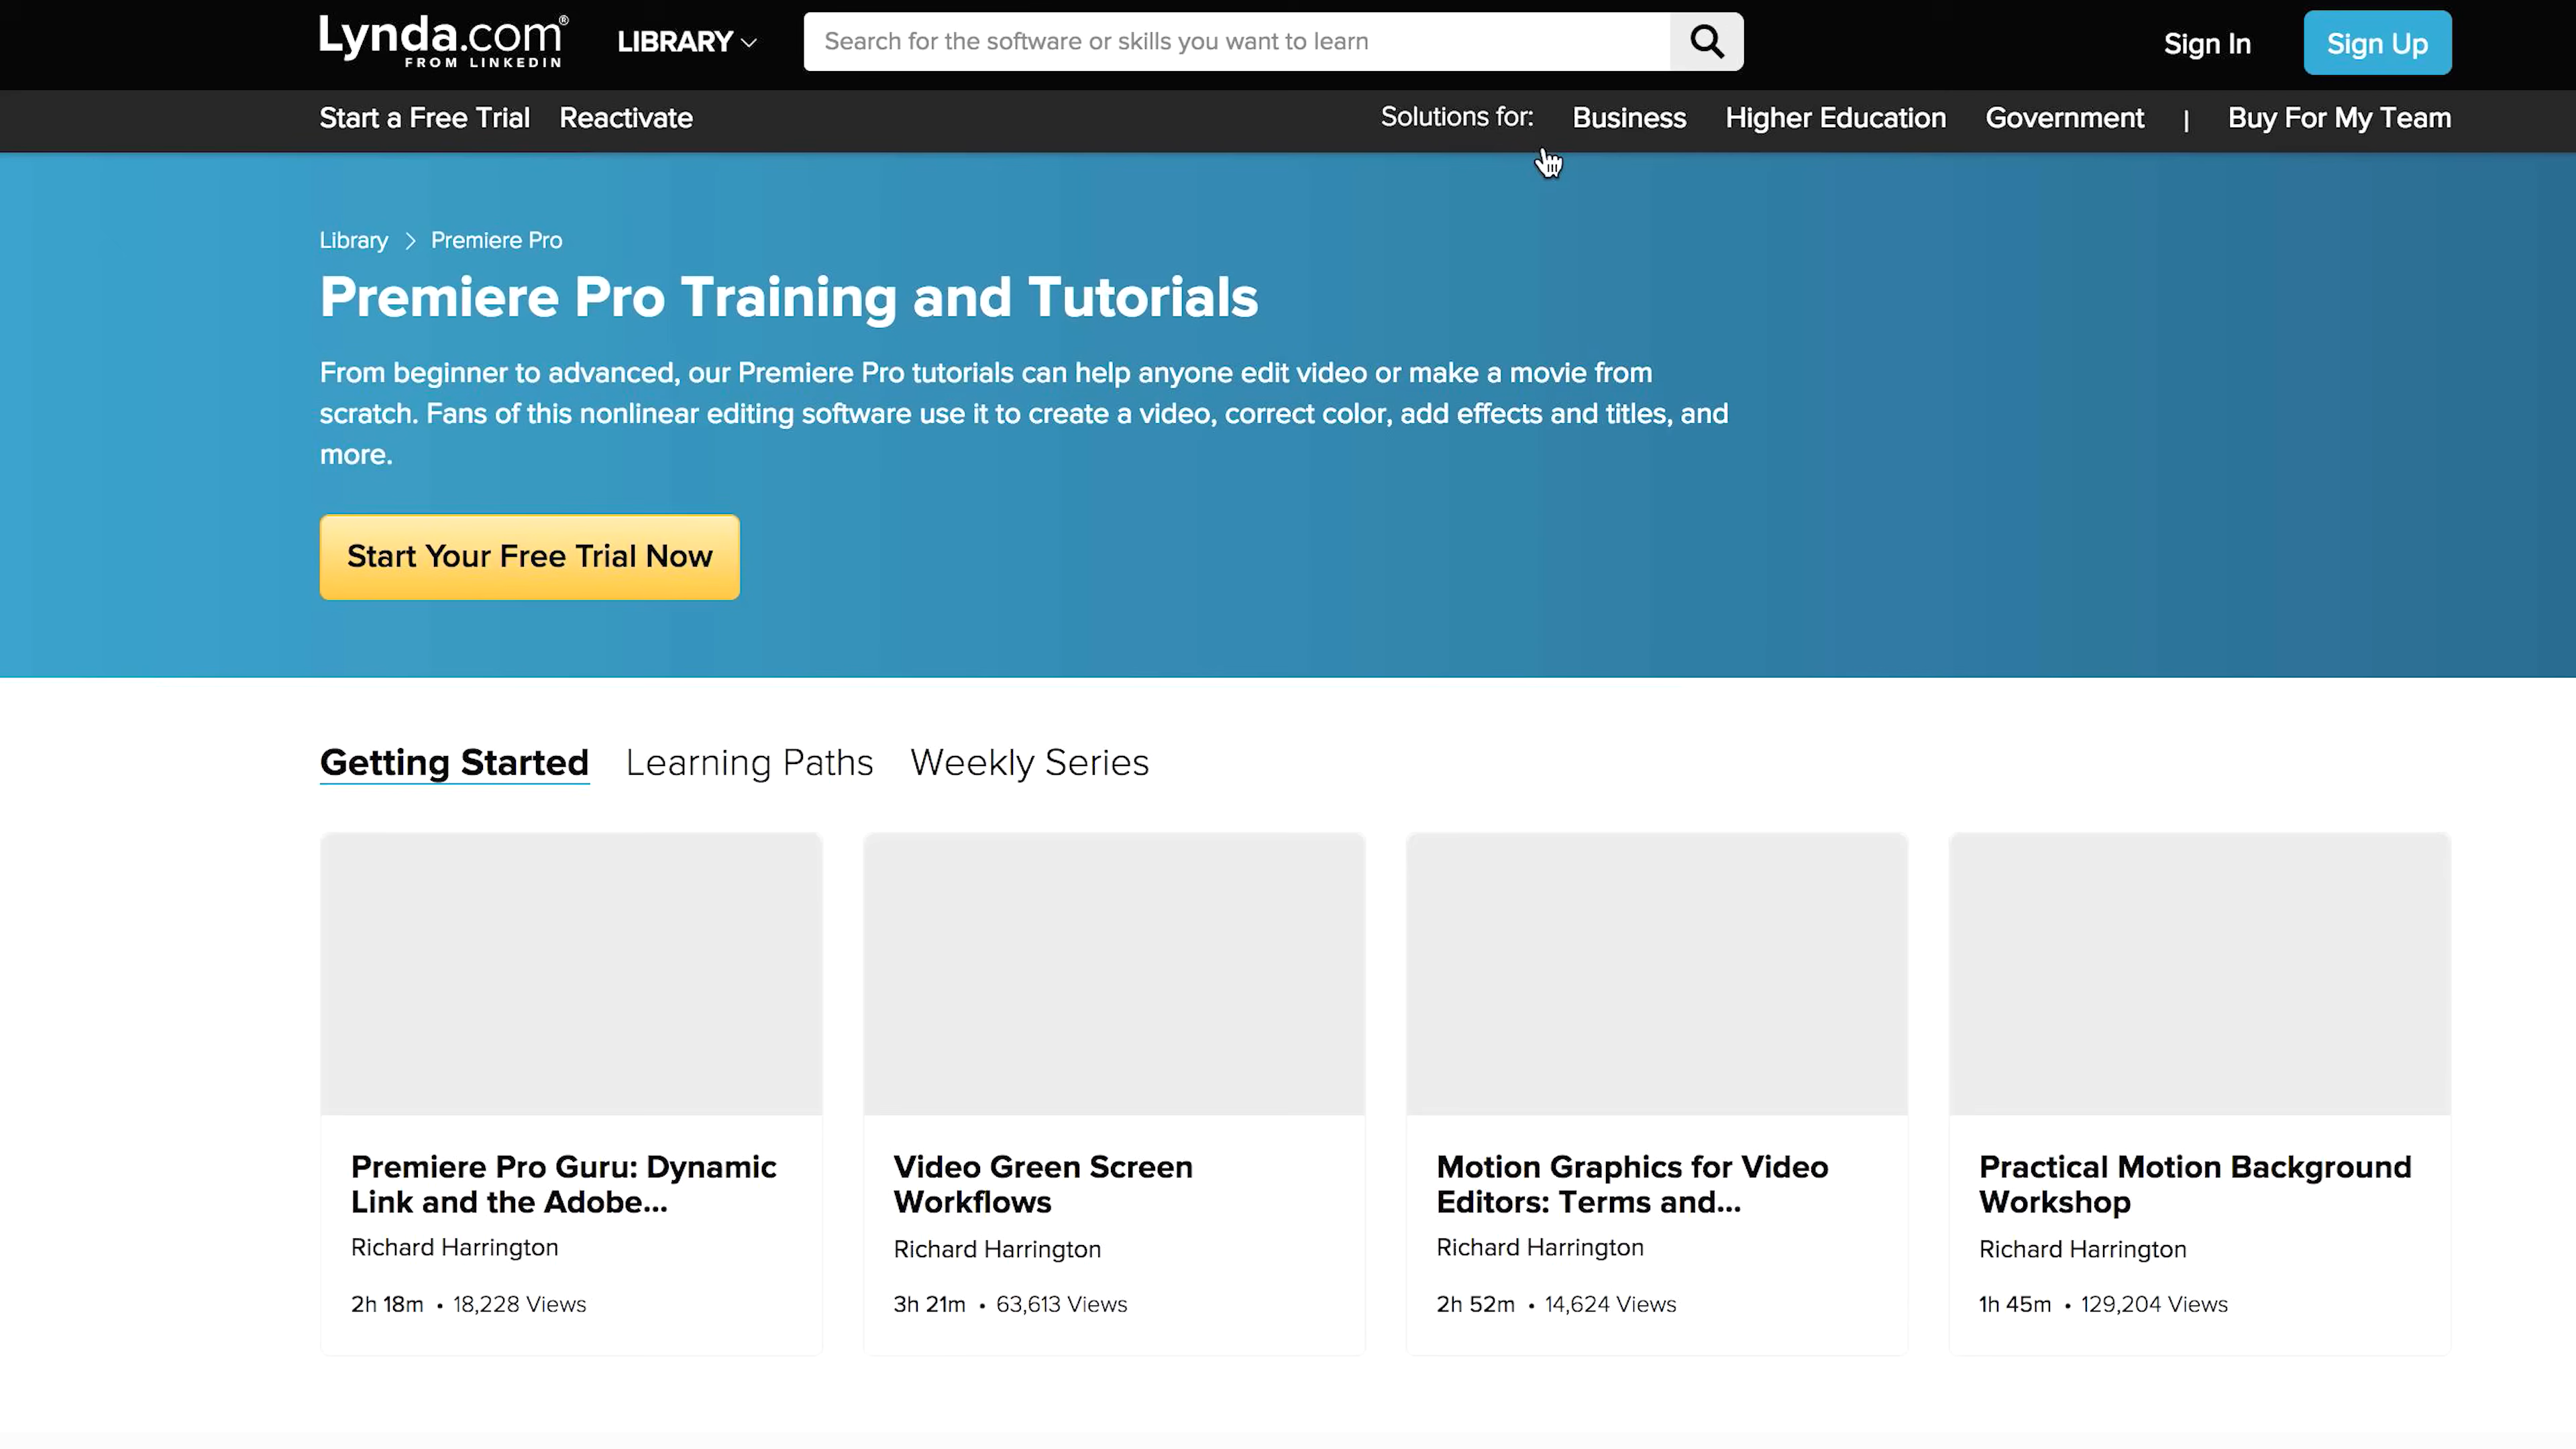 Lynda.com®
FROM LINKEDIN
LIBRARY
Search for the software or skills you want to learn
Sign In
Sign Up
Start a Free Trial
Reactivate
Solutions for:
Business
Higher Education
Government
|
Buy For My Team
Library > Premiere Pro
Premiere Pro Training and Tutorials
From beginner to advanced, our Premiere Pro tutorials can help anyone edit video or make a movie from
scratch. Fans of this nonlinear editing software use it to create a video, correct color, add effects and titles, and
more.
Start Your Free Trial Now
Getting Started
Learning Paths
Weekly Series
Premiere Pro Guru: Dynamic
Link and the Adobe...
Richard Harrington
2h 18m • 18,228 Views
Video Green Screen
Workflows
Richard Harrington
3h 21m • 63,613 Views
Motion Graphics for Video
Editors: Terms and...
Richard Harrington
2h 52m • 14,624 Views
Practical Motion Background
Workshop
Richard Harrington
1h 45m • 129,204 Views